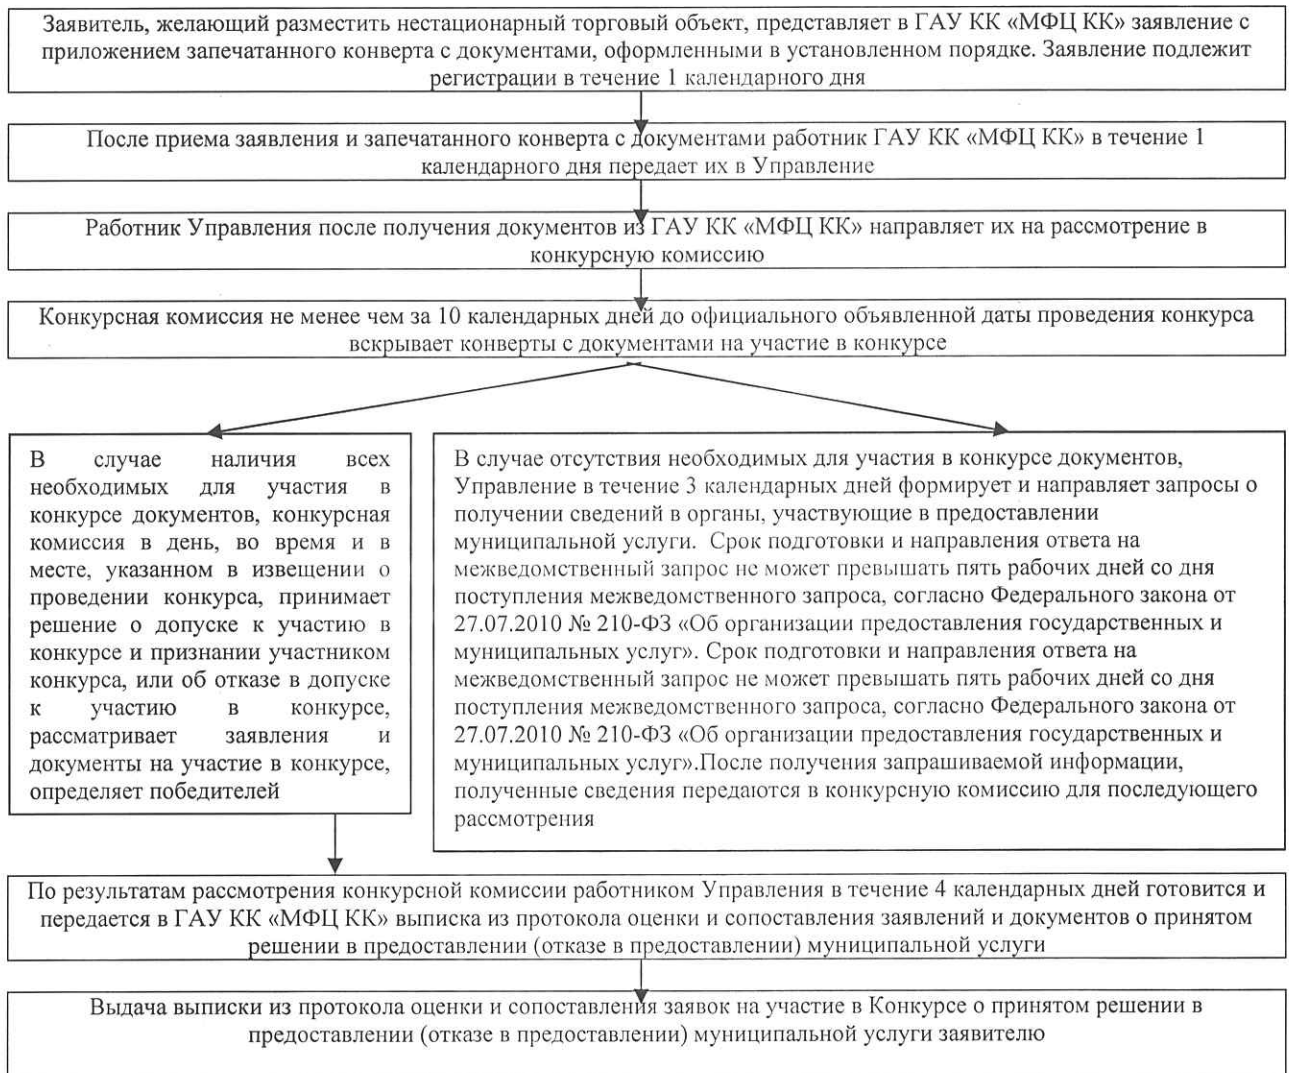 Заявитель, желающий разместить нестационарный торговый объект, представляет в ГАУ КК «МФЦ КК» заявление с
приложением запечатанного конверта с документами, оформленными в установленном порядке. Заявление подлежит
регистрации в течение 1 календарного дня
После приема заявления и запечатанного конверта с документами работник ГАУ КК «МФЦ КК» в течение 1
календарного дня передает их в Управление
Работник Управления после получения документов из ГАУ КК «МФЦ КК» направляет их на рассмотрение в
конкурсную комиссию
Конкурсная комиссия не менее чем за 10 календарных дней до официального объявленной даты проведения конкурса
вскрывает конверты с документами на участие в конкурсе
В случае наличия всех
необходимых для участия в
конкурсе документов, конкурсная
комиссия в день, во время и в
месте, указанном в извещении о
проведении конкурса, принимает
решение о допуске к участию в
конкурсе и признании участником
конкурса, или об отказе в допуске
к участию в конкурсе,
рассматривает заявления и
документы на участие в конкурсе,
определяет победителей
В случае отсутствия необходимых для участия в конкурсе документов,
Управление в течение 3 календарных дней формирует и направляет запросы о
получении сведений в органы, участвующие в предоставлении
муниципальной услуги. Срок подготовки и направления ответа на
межведомственный запрос не может превышать пять рабочих дней со дня
поступления межведомственного запроса, согласно Федерального закона от
27.07.2010 № 210-ФЗ «Об организации предоставления государственных и
муниципальных услуг». Срок подготовки и направления ответа на
межведомственный запрос не может превышать пять рабочих дней со дня
поступления межведомственного запроса, согласно Федерального закона от
27.07.2010 № 210-ФЗ «Об организации предоставления государственных и
муниципальных услуг».После получения запрашиваемой информации,
полученные сведения передаются в конкурсную комиссию для последующего
рассмотрения
По результатам рассмотрения конкурсной комиссии работником Управления в течение 4 календарных дней готовится и
передается в ГАУ КК «МФЦ КК» выписка из протокола оценки и сопоставления заявлений и документов о принятом
решении в предоставлении (отказе в предоставлении) муниципальной услуги
Выдача выписки из протокола оценки и сопоставления заявок на участие в Конкурсе о принятом решении в
предоставлении (отказе в предоставлении) муниципальной услуги заявителю